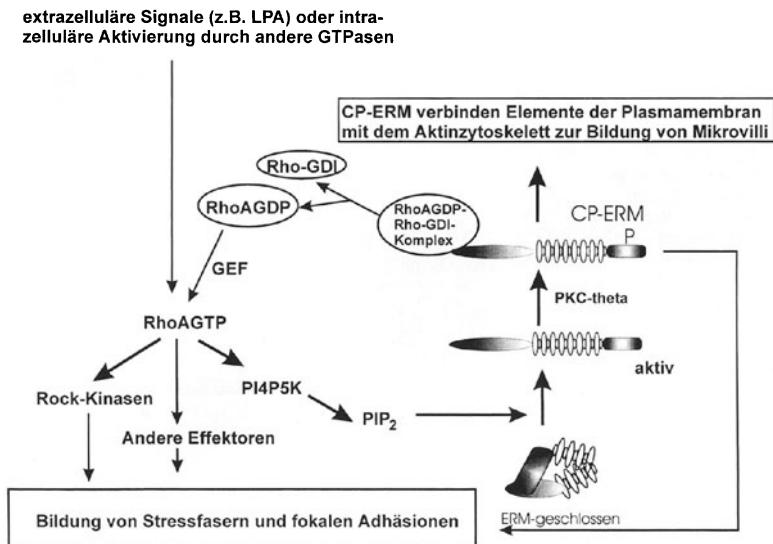 extrazelluläre Signale (z.B. LPA) oder intra-
zelluläre Aktivierung durch andere GTPasen
CP-ERM verbinden Elemente der Plasmamembran
mit dem Aktinzytoskelett zur Bildung von Mikrovilli
Rho-GDI
RhoAGDP
RhoAGDP-
Rho-GDI-
Komplex
CP-ERM
P
GEF
PKC-theta
RhoAGTP
aktiv
Rock-Kinasen
PI4P5K
PIP2
Andere Effektoren
ERM-geschlossen
Bildung von Stressfasern und fokalen Adhäsionen